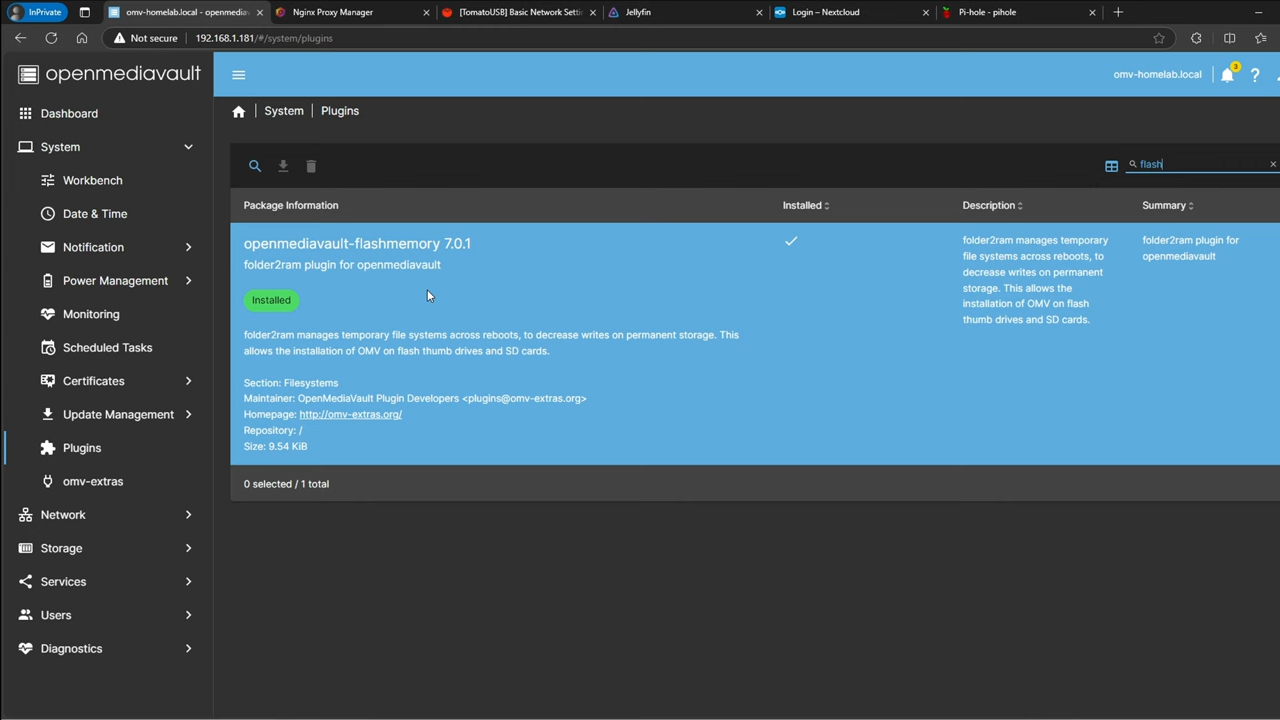 InPrivate
omv-homelab.local - openmediava
Nginx Proxy Manager
[TomatoUSB] Basic Network Setti
Jellyfin
Login – Nextcloud
Pi-hole - pihole
Not secure
192.168.1.181/#/system/plugins
openmediavault
omv-homelab.local
3
?
Dashboard
System
Workbench
Date & Time
Notification
Power Management
Monitoring
Scheduled Tasks
Certificates
Update Management
Plugins
omv-extras
Network
Storage
Services
Users
Diagnostics
System
Plugins
flash
Package Information
Installed
Description
Summary
openmediavault-flashmemory 7.0.1
folder2ram plugin for openmediavault
Installed
folder2ram manages temporary file systems across reboots, to decrease writes on permanent storage. This
allows the installation of OMV on flash thumb drives and SD cards.
Section: Filesystems
Maintainer: OpenMediaVault Plugin Developers <plugins@omv-extras.org>
Homepage: http://omv-extras.org/
Repository: /
Size: 9.54 KiB
folder2ram manages temporary
file systems across reboots, to
decrease writes on permanent
storage. This allows the
installation of OMV on flash
thumb drives and SD cards.
folder2ram plugin for
openmediavault
0 selected / 1 total